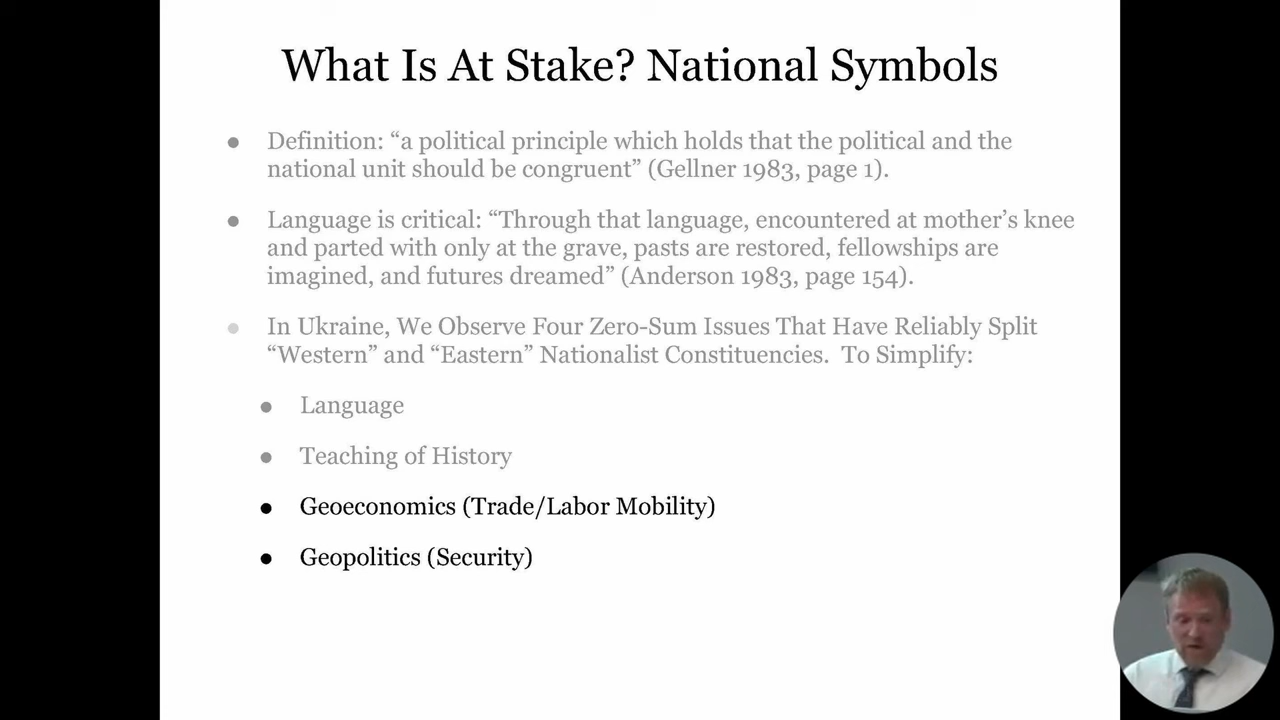 What Is At Stake? National Symbols
● Definition: “a political principle which holds that the political and the
national unit should be congruent” (Gellner 1983, page 1).
● Language is critical: “Through that language, encountered at mother’s knee
and parted with only at the grave, pasts are restored, fellowships are
imagined, and futures dreamed” (Anderson 1983, page 154).
● In Ukraine, We Observe Four Zero-Sum Issues That Have Reliably Split
“Western” and “Eastern” Nationalist Constituencies.  To Simplify:
● Language
● Teaching of History
● Geoeconomics (Trade/Labor Mobility)
● Geopolitics (Security)